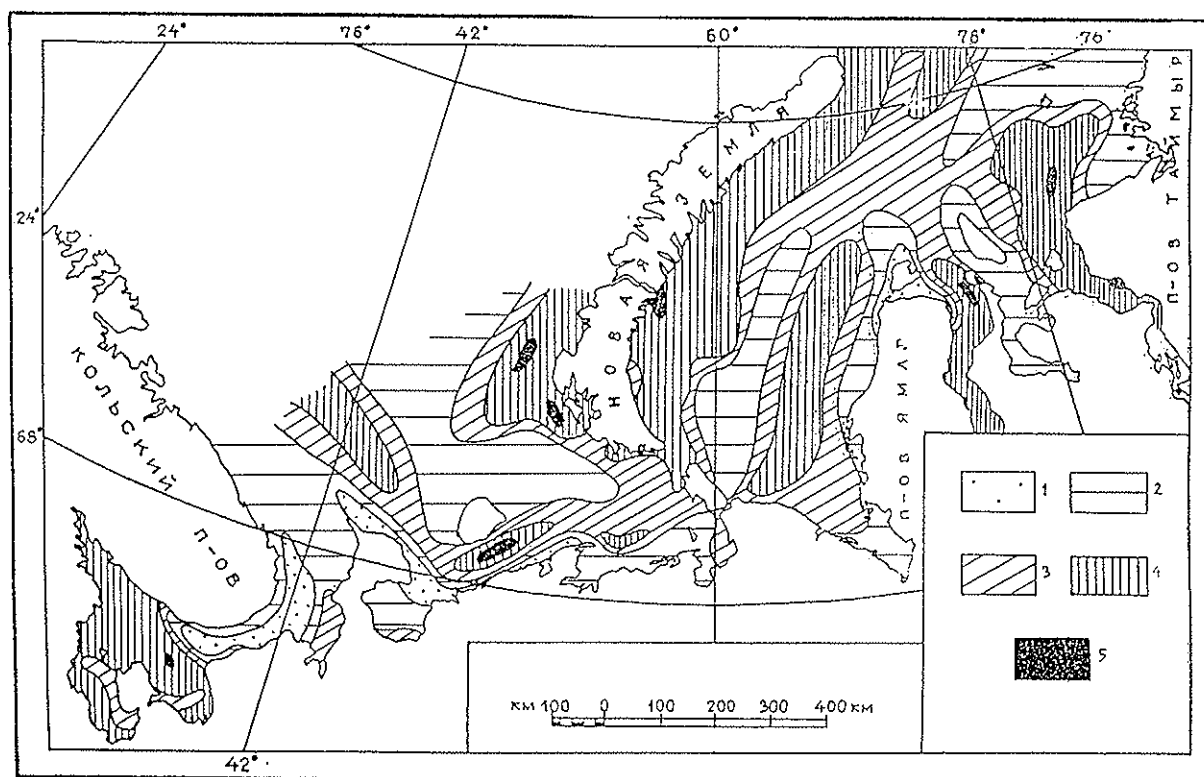 24° 76° 42° 60° 78° 76°
24°
68°
42°
КОЛЬСКИЙ
П-ОВ
НОВАЯ
ЗЕМЛЯ
П-ОВ ЯМАЛ
П-ОВ ТАЙМЫР
1 2
3 4
5
КМ 100 0 100 200 300 400 КМ